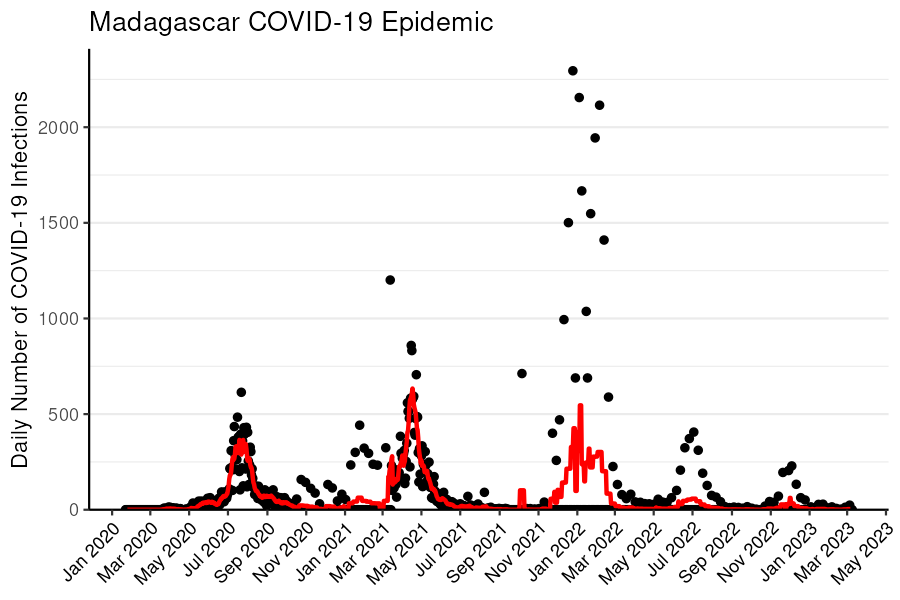 Madagascar COVID-19 Epidemic
Daily Number of COVID-19 Infections
2000
1500
1000
500
0
Jan 2020
Mar 2020
May 2020
Jul 2020
Sep 2020
Nov 2020
Jan 2021
Mar 2021
May 2021
Jul 2021
Sep 2021
Nov 2021
Jan 2022
Mar 2022
May 2022
Jul 2022
Sep 2022
Nov 2022
Jan 2023
Mar 2023
May 2023